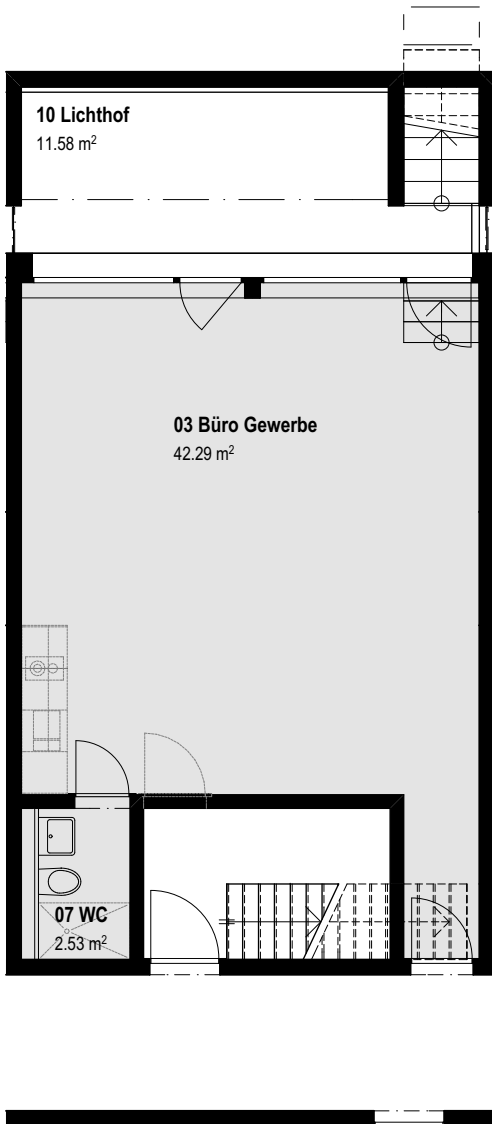 10 Lichthof
11.58 m²
03 Büro Gewerbe
42.29 m²
07 WC
2.53 m²